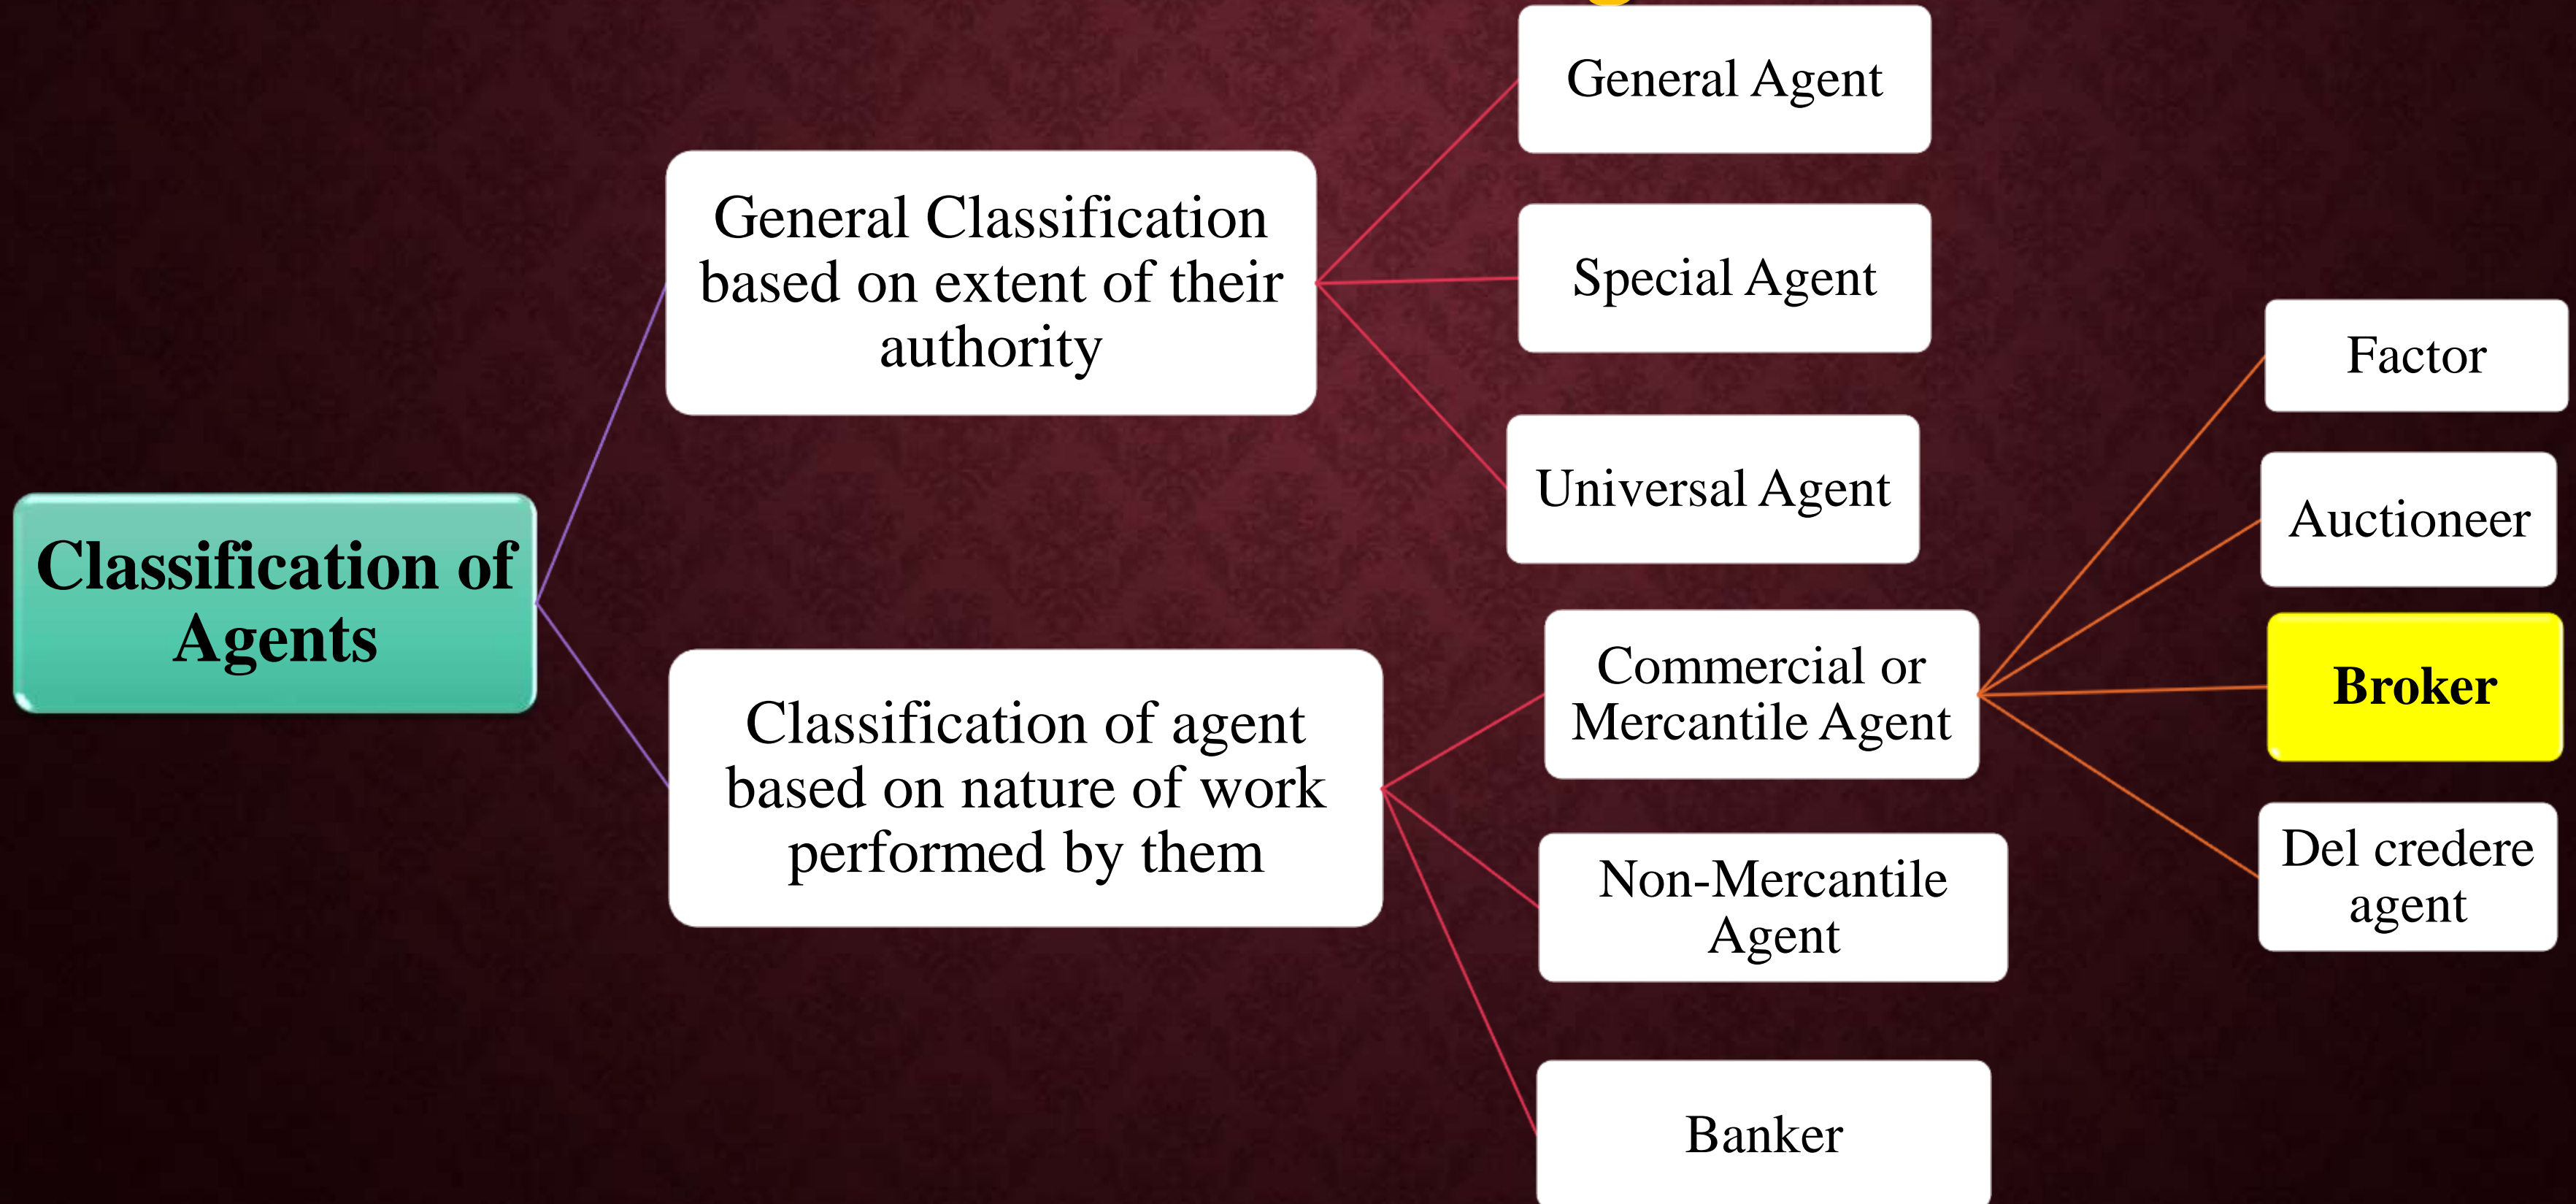 Classification of
Agents
General Classification
based on extent of their
authority
General Agent
Special Agent
Universal Agent
Classification of agent
based on nature of work
performed by them
Commercial or
Mercantile Agent
Factor
Auctioneer
Broker
Del credere
agent
Non-Mercantile
Agent
Banker